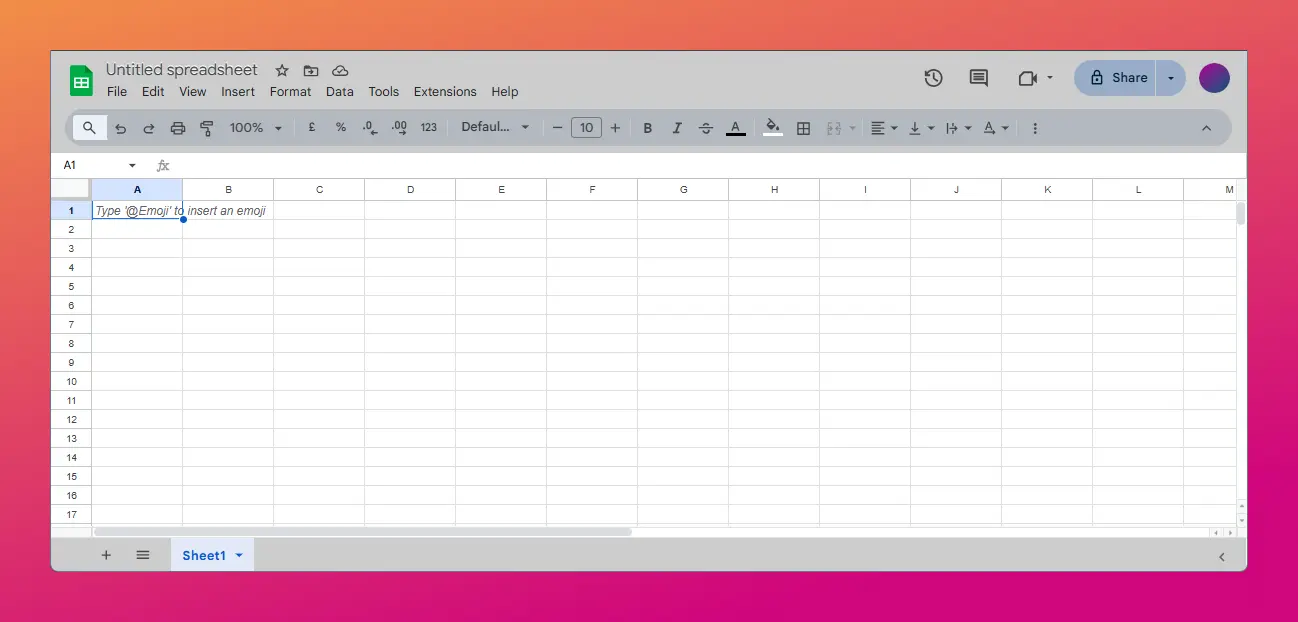 Untitled spreadsheet
File Edit View Insert Format Data Tools Extensions Help
Share
100% £ % .0 .00 123 Defaul... 10 B I S A A
A1 fx
A B C D E F G H I J K L M
1 Type '@Emoji' to insert an emoji
2
3
4
5
6
7
8
9
10
11
12
13
14
15
16
17
Sheet1